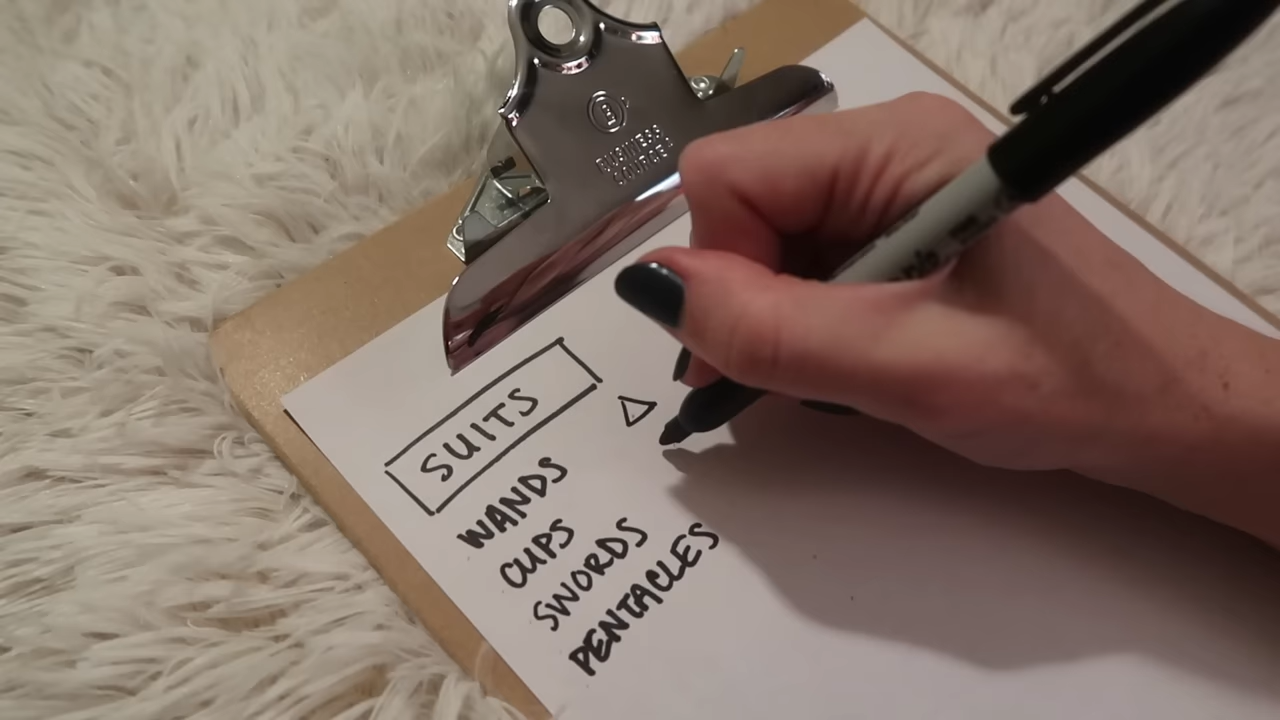 B
BUSINESS
SOURCE
SUITS
WANDS
CUPS
SWORDS
PENTACLES